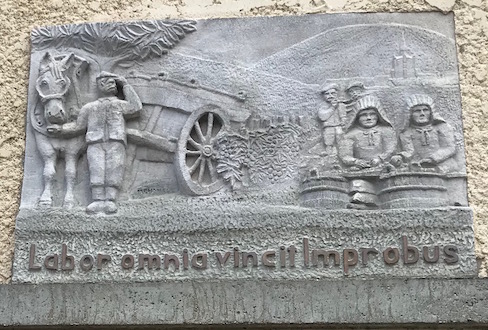 Labor omnia vincit Improbus